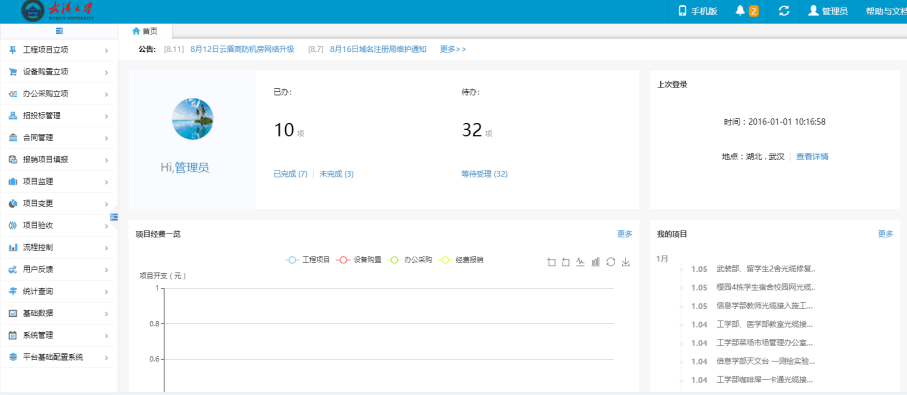 武汉大学
WUHAN UNIVERSITY
手机版 2 管理员 帮助与文档
首页
公告: [8.11] 8月12日云盾高防机房网络升级 [8.7] 8月16日域名注册局维护通知 更多>>
工程项目立项
设备购置立项
办公采购立项
招投标管理
合同管理
报销项目填报
项目监理
项目变更
项目验收
流程控制
用户反馈
统计查询
基础数据
系统管理
平台基础配置系统
Hi,管理员
已办:
10 项
已完成 (7) | 未完成 (3)
待办:
32 项
等待受理 (32)
上次登录
时间:2016-01-01 10:16:58
地点:湖北 , 武汉 | 查看详情
项目经费一览 更多
工程项目 设备购置 办公采购 经费报销
项目开支(元)
1
0.8
0.6
我的项目 更多
1月
1.05 武装部、留学生2舍光缆修复..
1.05 樱园4栋学生宿舍校园网光缆..
1.05 信息学部教师光缆接入施工...
1.04 工学部、医学部教室光缆接...
1.04 工学部菜场市场管理办公室...
1.04 信息学部天文台 —测绘实验...
1.04 工学部咖啡屋一卡通光缆接...